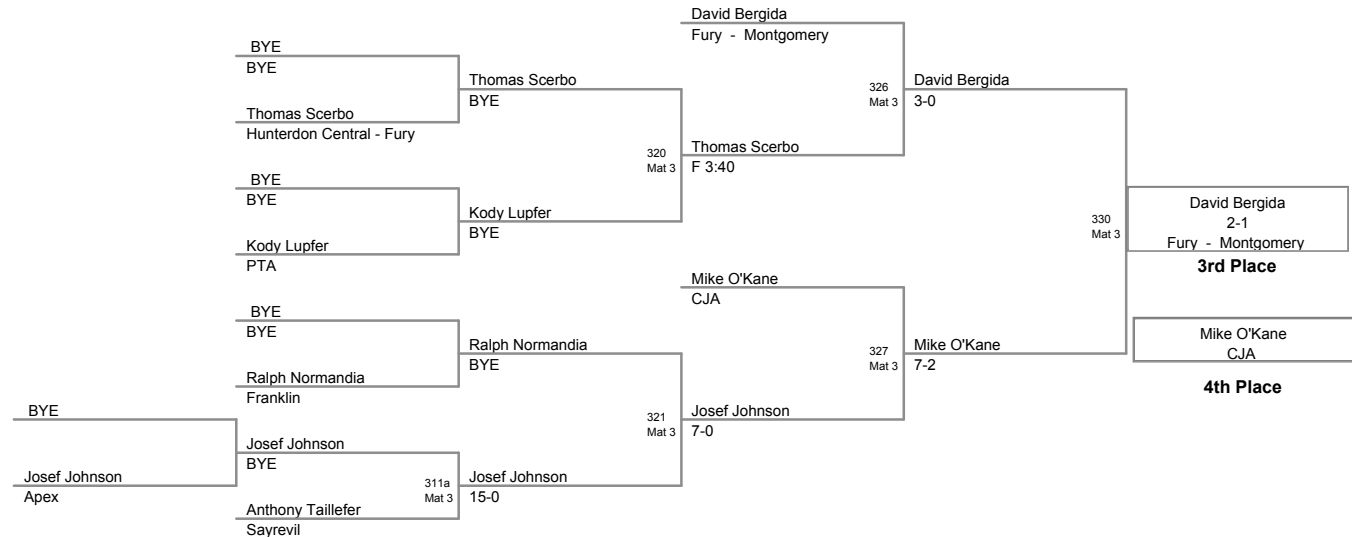 David Bergida
Fury - Montgomery
BYE
BYE
Thomas Scerbo
BYE
326
Mat 3
David Bergida
3-0
Thomas Scerbo
Hunterdon Central - Fury
320
Mat 3
Thomas Scerbo
F 3:40
BYE
BYE
Kody Lupfer
BYE
330
Mat 3
David Bergida
2-1
Fury - Montgomery
3rd Place
Kody Lupfer
PTA
Mike O'Kane
CJA
BYE
BYE
Ralph Normandia
BYE
327
Mat 3
Mike O'Kane
7-2
Mike O'Kane
CJA
4th Place
Ralph Normandia
Franklin
BYE
321
Mat 3
Josef Johnson
7-0
Josef Johnson
BYE
Josef Johnson
Apex
311a
Mat 3
Josef Johnson
15-0
Anthony Taillefer
Sayrevil